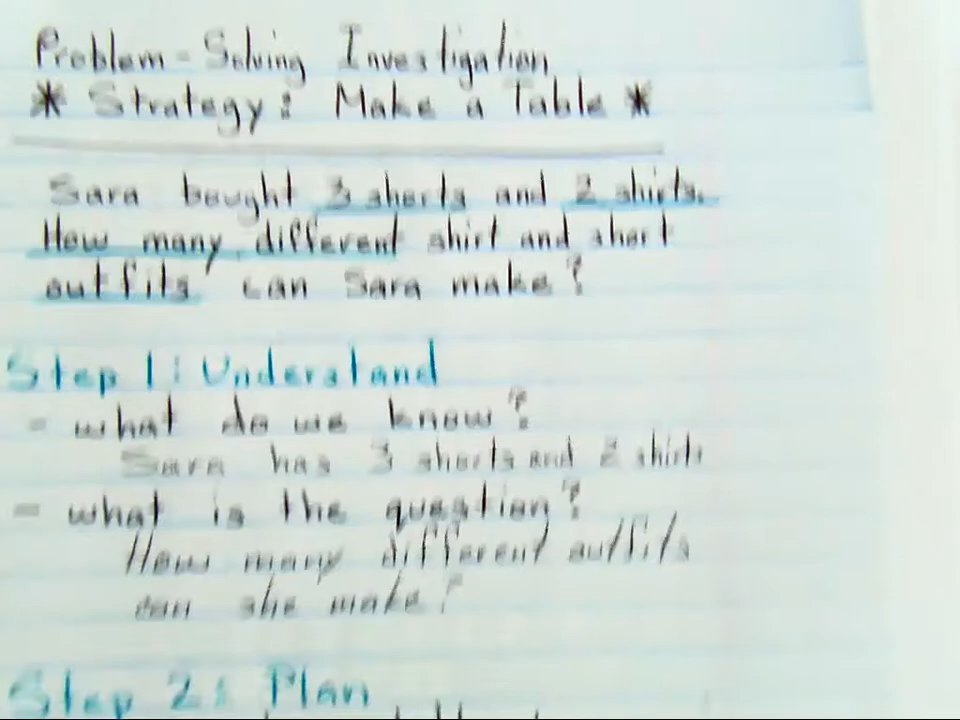 Problem-Solving Investigation
* Strategy: Make a Table *
Sara bought 3 shorts and 2 shirts.
How many different shirt and short
outfits can Sara make?
Step 1: Understand
- what do we know?
Sara has 3 shorts and 2 shirts
- what is the question?
How many different outfits
can she make?
Step 2: Plan